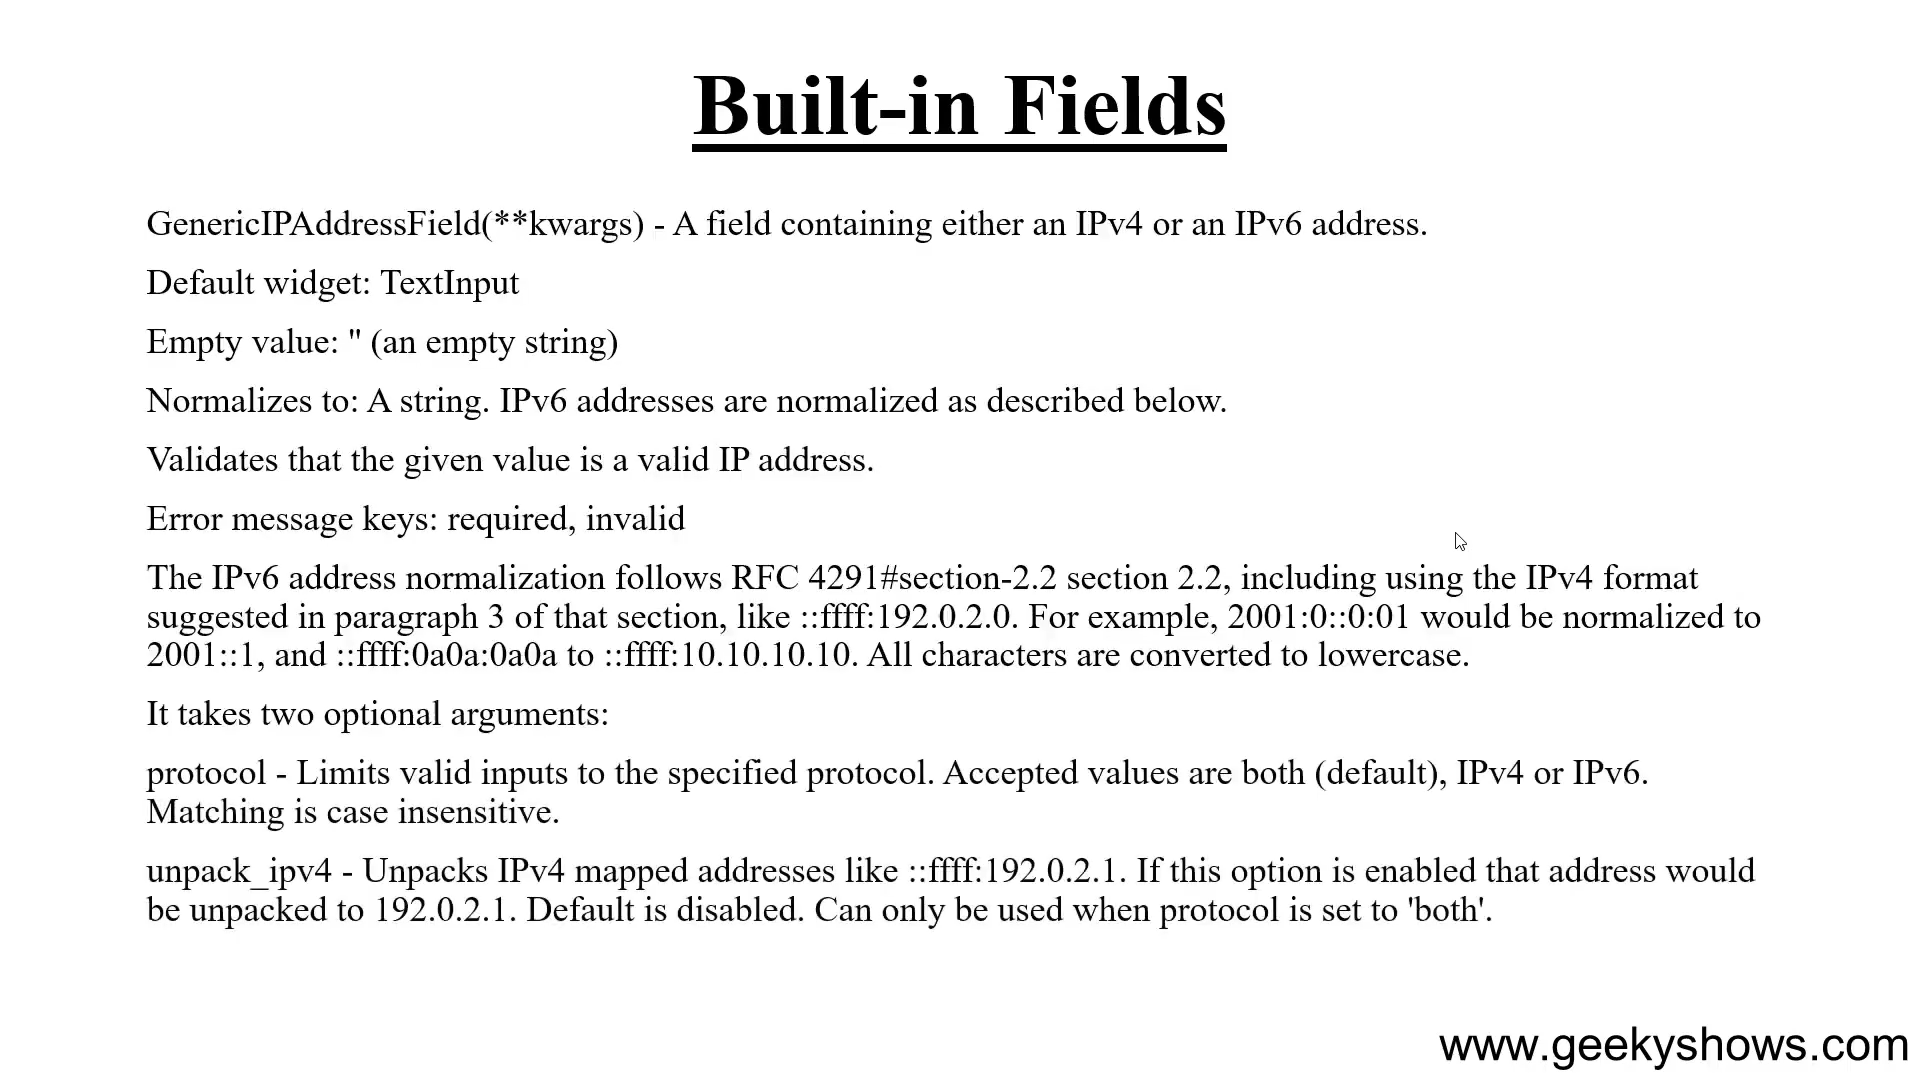 Built-in Fields
GenericIPAddressField(**kwargs) - A field containing either an IPv4 or an IPv6 address.
Default widget: TextInput
Empty value: '' (an empty string)
Normalizes to: A string. IPv6 addresses are normalized as described below.
Validates that the given value is a valid IP address.
Error message keys: required, invalid
The IPv6 address normalization follows RFC 4291#section-2.2 section 2.2, including using the IPv4 format
suggested in paragraph 3 of that section, like ::ffff:192.0.2.0. For example, 2001:0::0:01 would be normalized to
2001::1, and ::ffff:0a0a:0a0a to ::ffff:10.10.10.10. All characters are converted to lowercase.
It takes two optional arguments:
protocol - Limits valid inputs to the specified protocol. Accepted values are both (default), IPv4 or IPv6.
Matching is case insensitive.
unpack_ipv4 - Unpacks IPv4 mapped addresses like ::ffff:192.0.2.1. If this option is enabled that address would
be unpacked to 192.0.2.1. Default is disabled. Can only be used when protocol is set to 'both'.
www.geekyshows.com